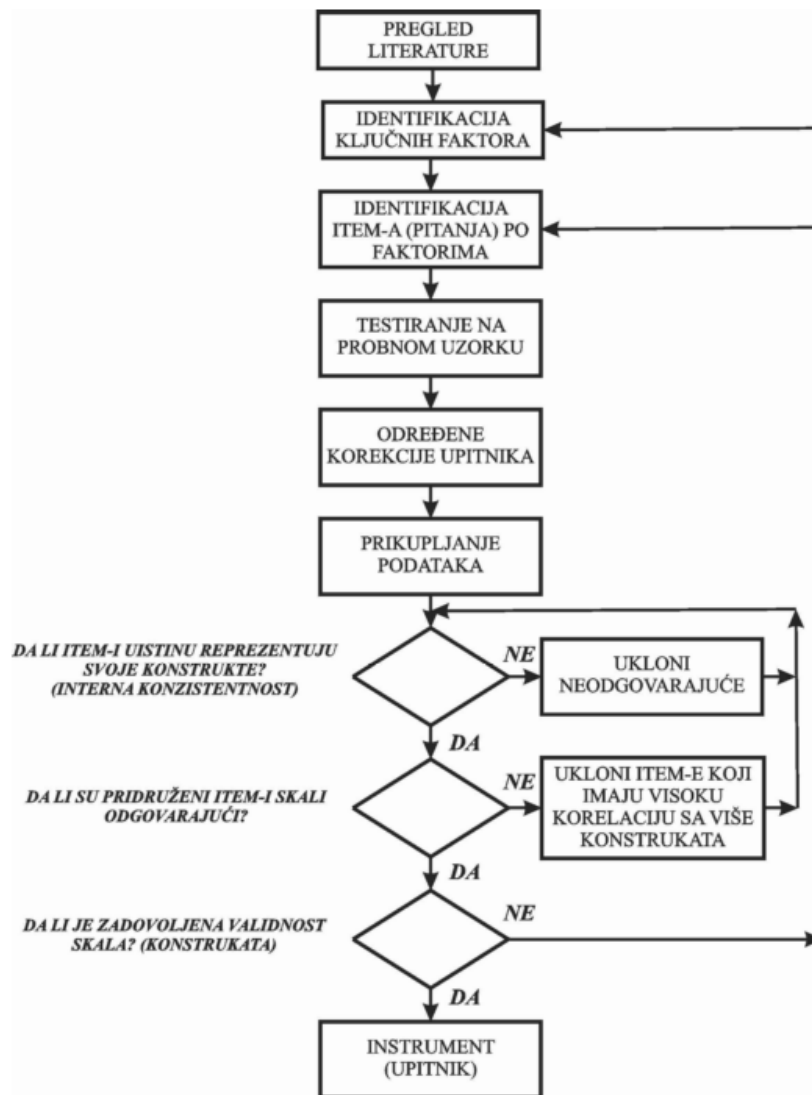 PREGLED
LITERATURE
IDENTIFIKACIJA
KLJUČNIH FAKTORA
IDENTIFIKACIJA
ITEM-A (PITANJA) PO
FAKTORIMA
TESTIRANJE NA
PROBNOM UZORKU
ODREĐENE
KOREKCIJE UPITNIKA
PRIKUPLJANJE
PODATAKA
DA LI ITEM-I UISTINU REPREZENTUJU
SVOJE KONSTRUKTE?
(INTERNA KONZISTENTNOST)
NE
UKLONI
NEODGOVARAJUĆE
DA
DA LI SU PRIDRUŽENI ITEM-I SKALI
ODGOVARAJUĆI?
NE
UKLONI ITEM-E KOJI
IMAJU VISOKU
KORELACIJU SA VIŠE
KONSTRUKATA
DA
DA LI JE ZADOVOLJENA VALIDNOST
SKALA? (KONSTRUKATA)
NE
DA
INSTRUMENT
(UPITNIK)